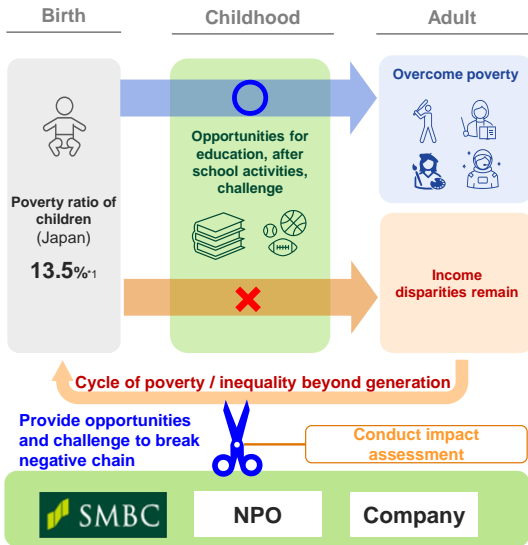 Birth
Childhood
Adult
Poverty ratio of
children
(Japan)
13.5%*1
Opportunities for
education, after
school activities,
challenge
Overcome poverty
Income
disparities remain
Cycle of poverty / inequality beyond generation
Provide opportunities
and challenge to break
negative chain
Conduct impact
assessment
SMBC
NPO
Company